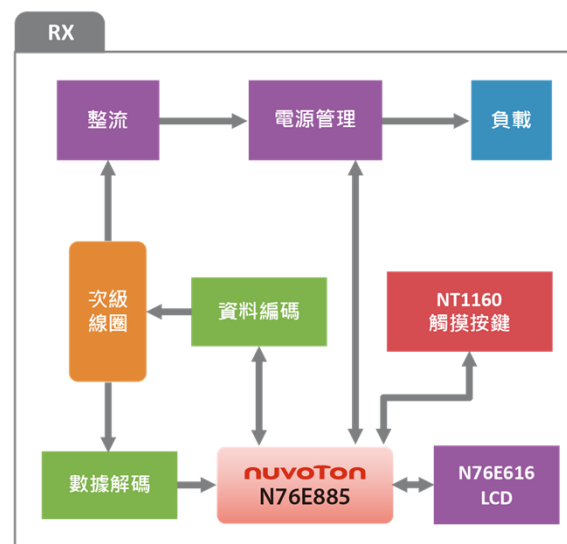 RX
整流
電源管理
負載
次級
線圈
資料編碼
NT1160
觸摸按鍵
數據解碼
nuvoTon
N76E885
N76E616
LCD